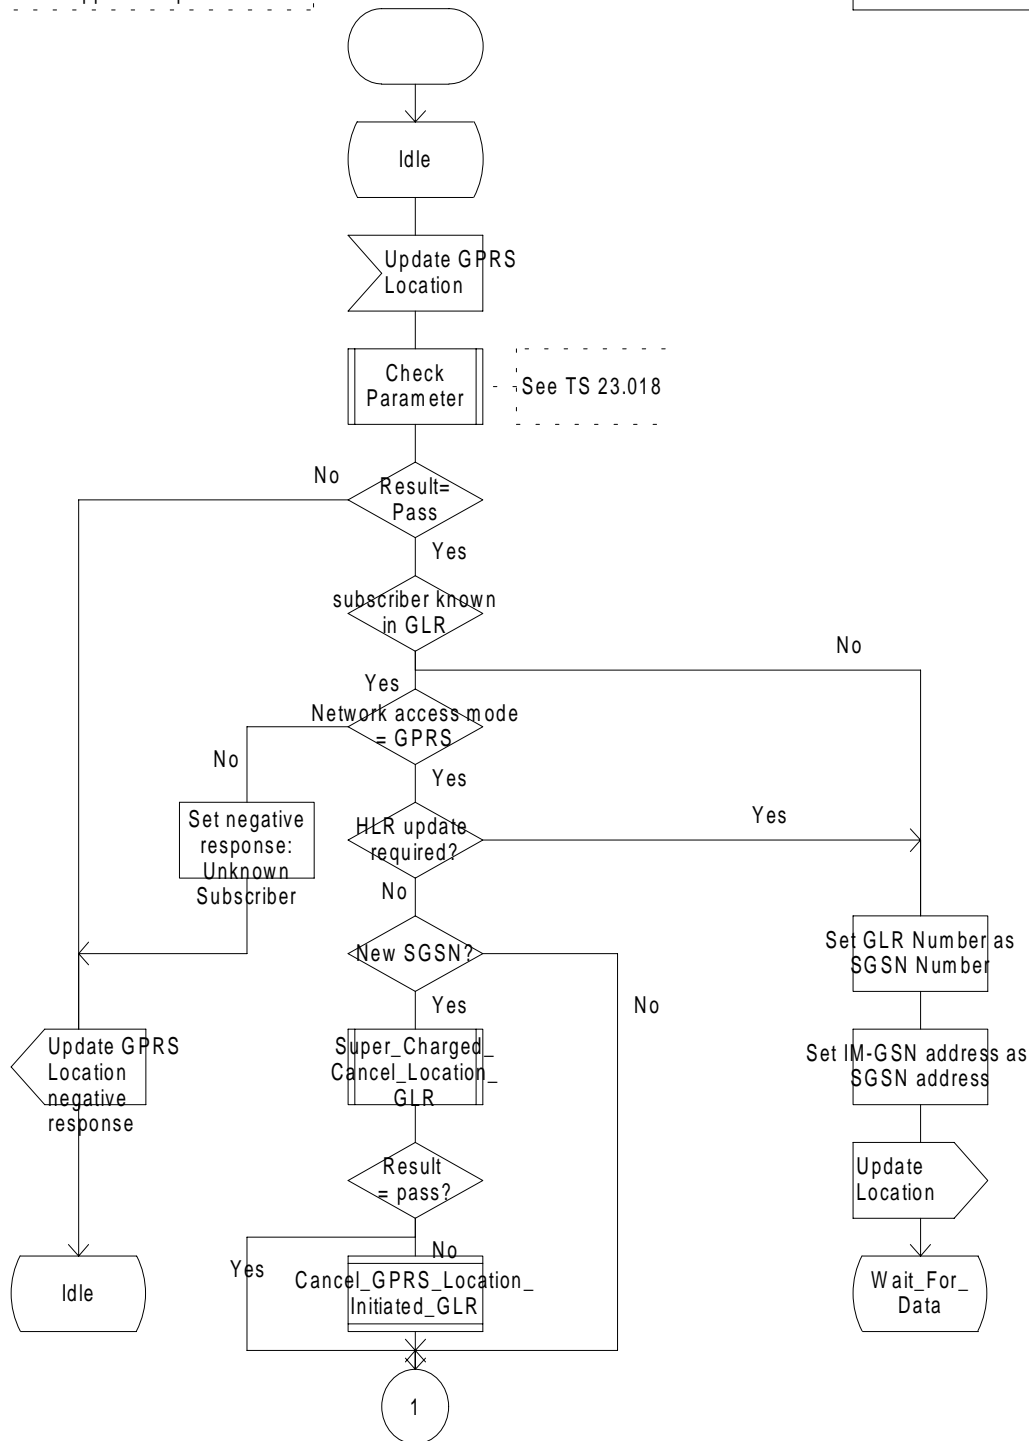 Idle
Update GPRS
Location
Check
Parameter
See TS 23.018
No
Result=
Pass
Yes
subscriber known
in GLR
No
Yes
Network access mode
= GPRS
No
Yes
Set negative
response:
Unknown
Subscriber
HLR update
required?
Yes
No
New SGSN?
Set GLR Number as
SGSN Number
Yes
No
Update GPRS
Location
negative
response
Super_Charged_
Cancel_Location_
GLR
Set IM-GSN address as
SGSN address
Result
= pass?
Update
Location
Yes
No
Idle
Cancel_GPRS_Location_
Initiated_GLR
Wait_For_
Data
1